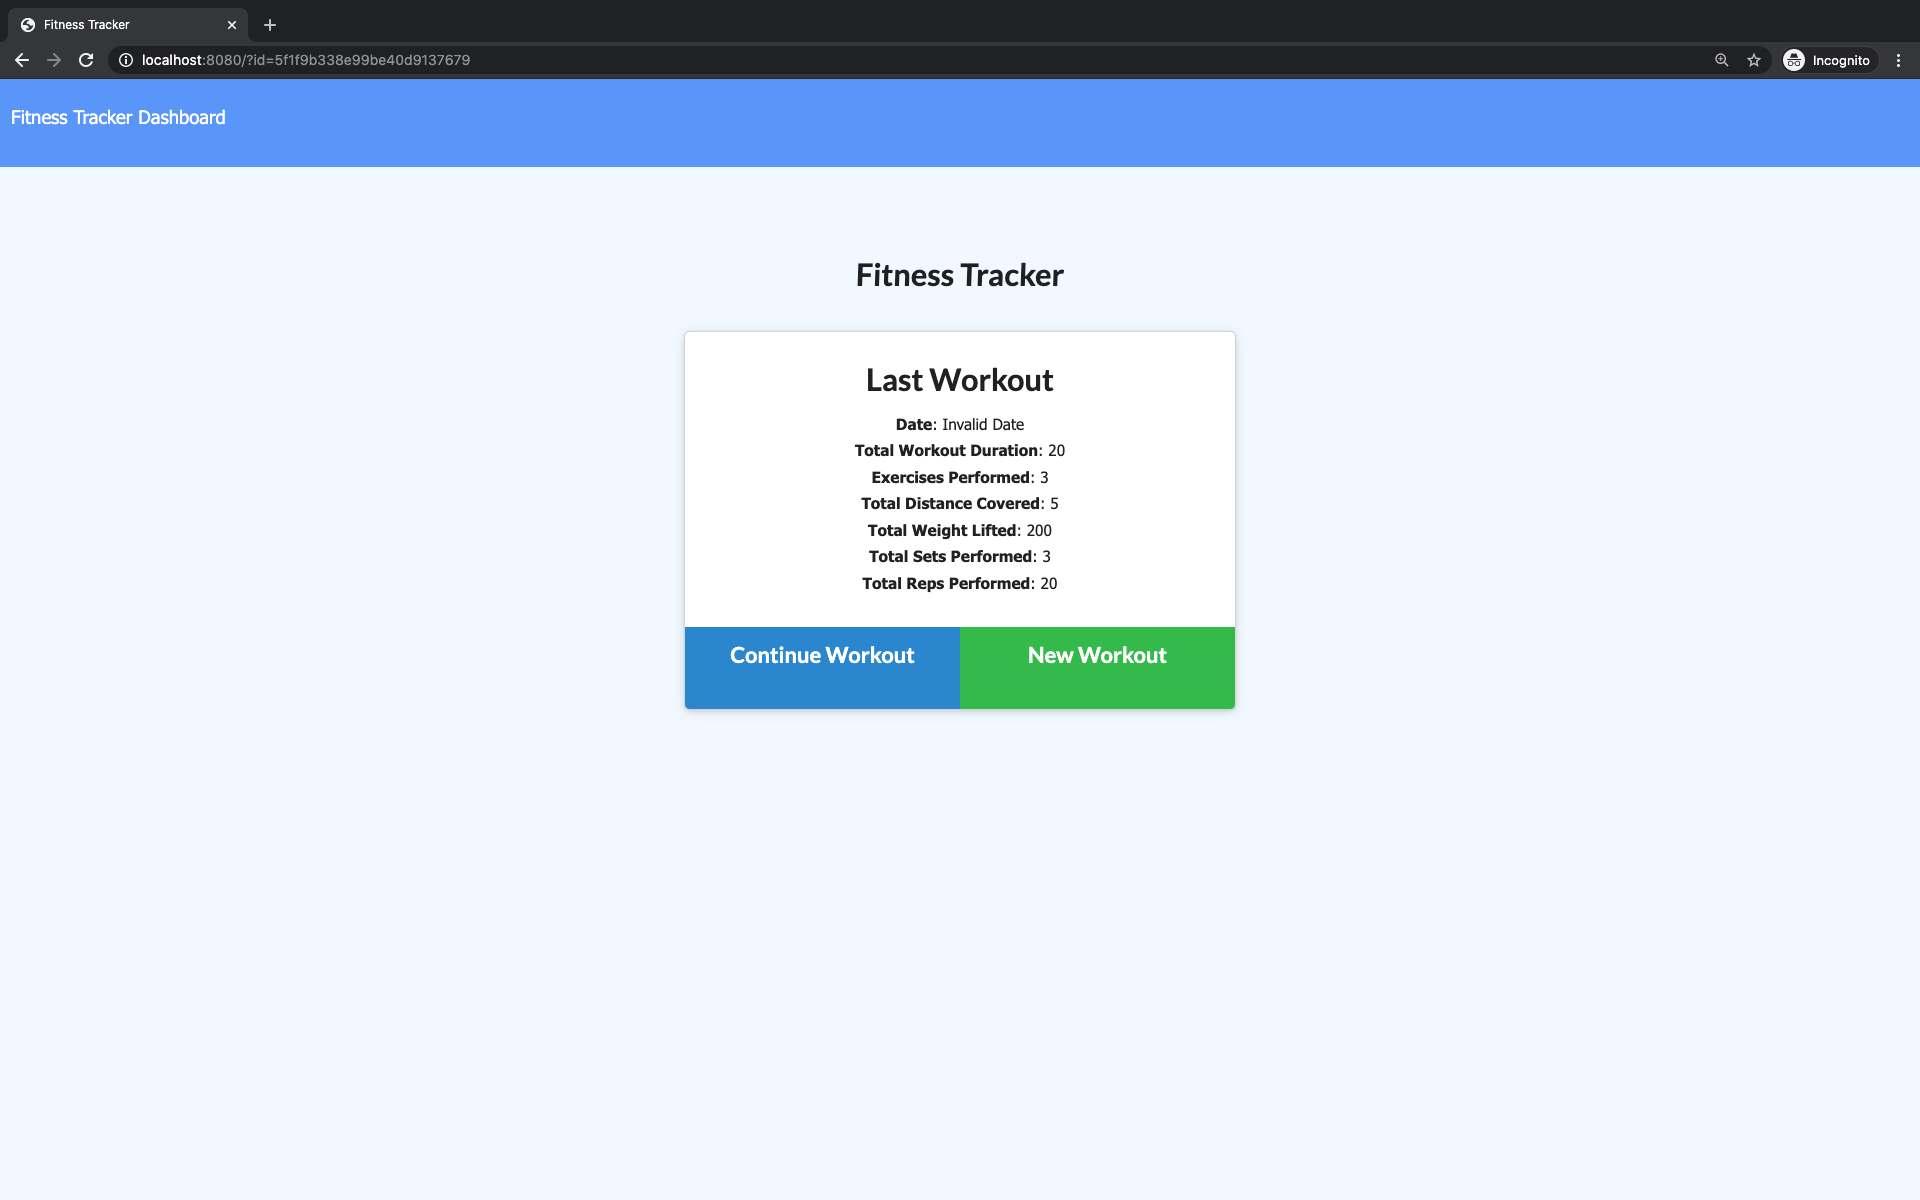 Fitness Tracker
localhost:8080/?id=5f1f9b338e99be40d9137679
Incognito
Fitness Tracker Dashboard
Fitness Tracker
Last Workout
Date: Invalid Date
Total Workout Duration: 20
Exercises Performed: 3
Total Distance Covered: 5
Total Weight Lifted: 200
Total Sets Performed: 3
Total Reps Performed: 20
Continue Workout
New Workout